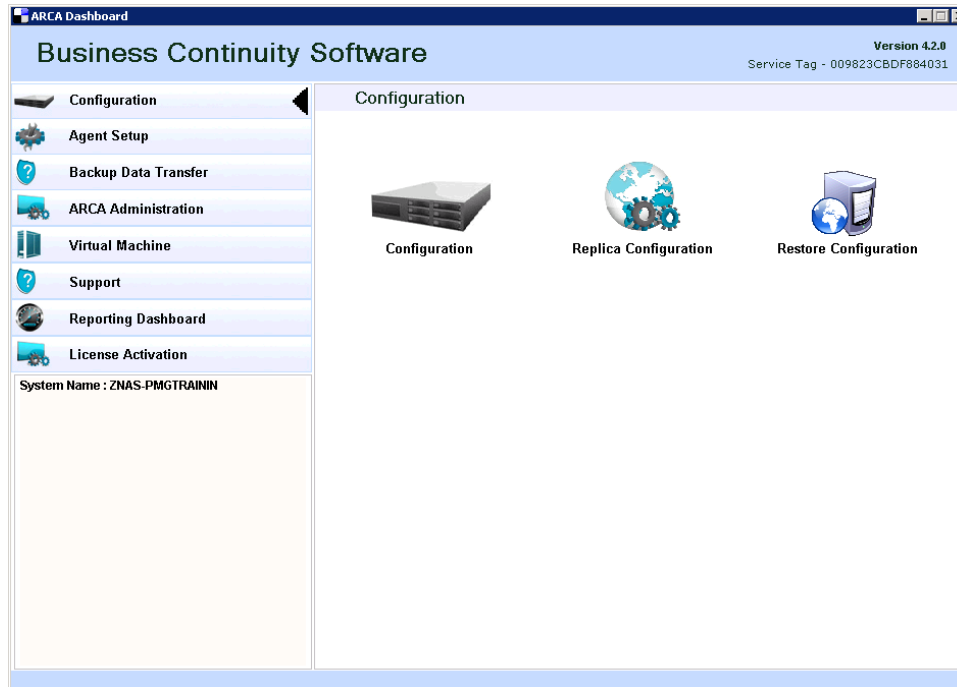 ARCA Dashboard
Business Continuity Software
Version 4.2.0
Service Tag - 009823CBDF884031
Configuration
Agent Setup
Backup Data Transfer
ARCA Administration
Virtual Machine
Support
Reporting Dashboard
License Activation
System Name : ZNAS-PMGTRAININ
Configuration
Configuration
Replica Configuration
Restore Configuration